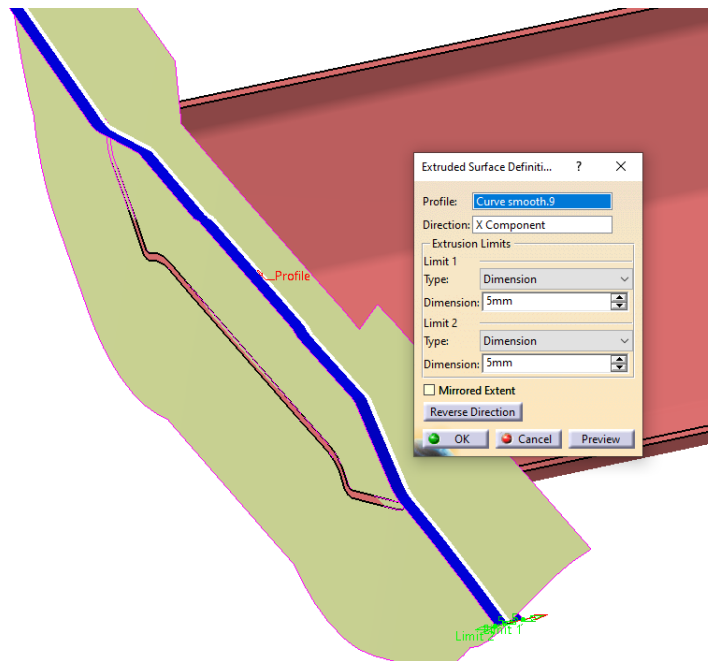 Extruded Surface Definiti... ? X
Profile: Curve smooth.9
Direction: X Component
Extrusion Limits
Limit 1
Type: Dimension
Dimension: 5mm
Limit 2
Type: Dimension
Dimension: 5mm
Mirrored Extent
Reverse Direction
OK Cancel Preview
Profile
Limit
1